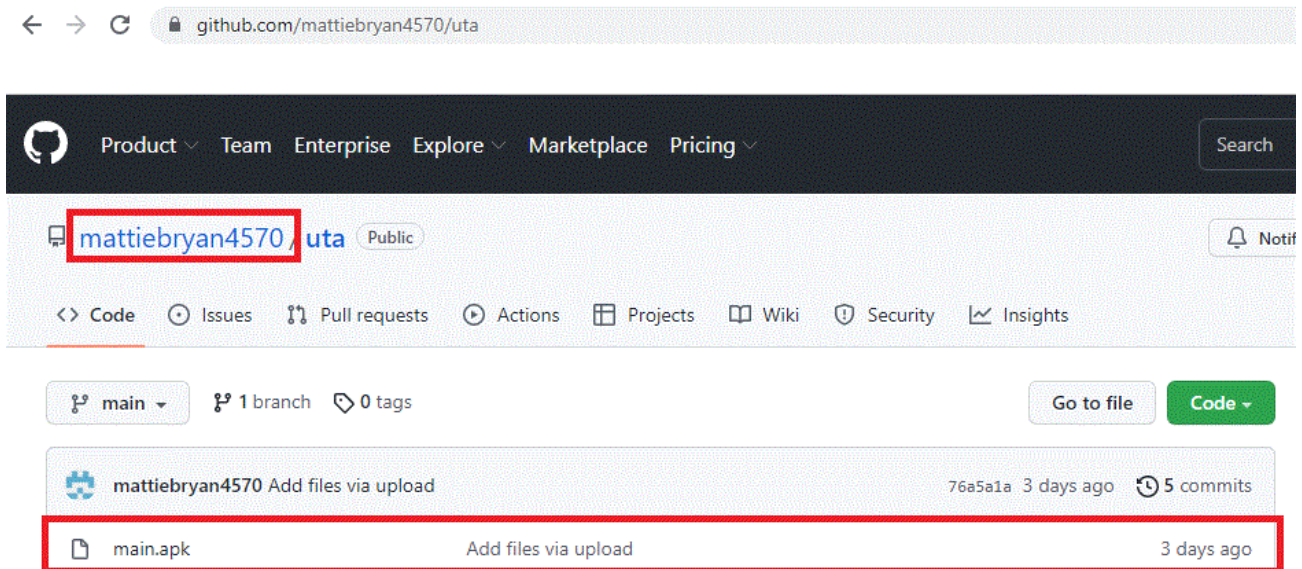 github.com/mattiebryan4570/uta
Product Team Enterprise Explore Marketplace Pricing Search
mattiebryan4570 / uta Public Notif
Code Issues Pull requests Actions Projects Wiki Security Insights
main 1 branch 0 tags Go to file Code
mattiebryan4570 Add files via upload 76a5a1a 3 days ago 5 commits
main.apk Add files via upload 3 days ago